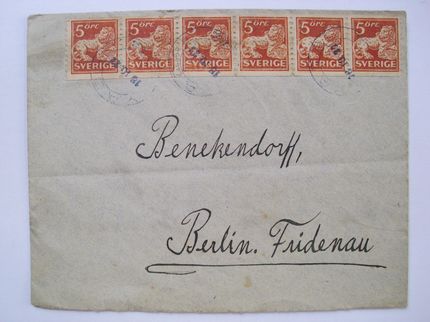 5 ÖRE 5 ÖRE 5 ÖRE 5 ÖRE 5 ÖRE 5 ÖRE
SVERIGE SVERIGE SVERIGE SVERIGE SVERIGE SVERIGE
Benekendorff,
Berlin. Fridenau